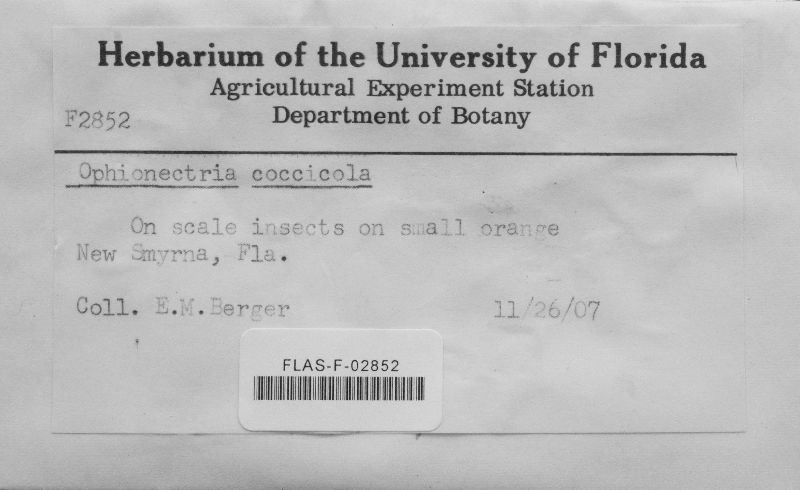 Herbarium of the University of Florida
Agricultural Experiment Station
F2852 Department of Botany
Ophionectria coccicola
On scale insects on small orange
New Smyrna, Fla.
Coll. E.M.Berger 11/26/07
FLAS-F-02852